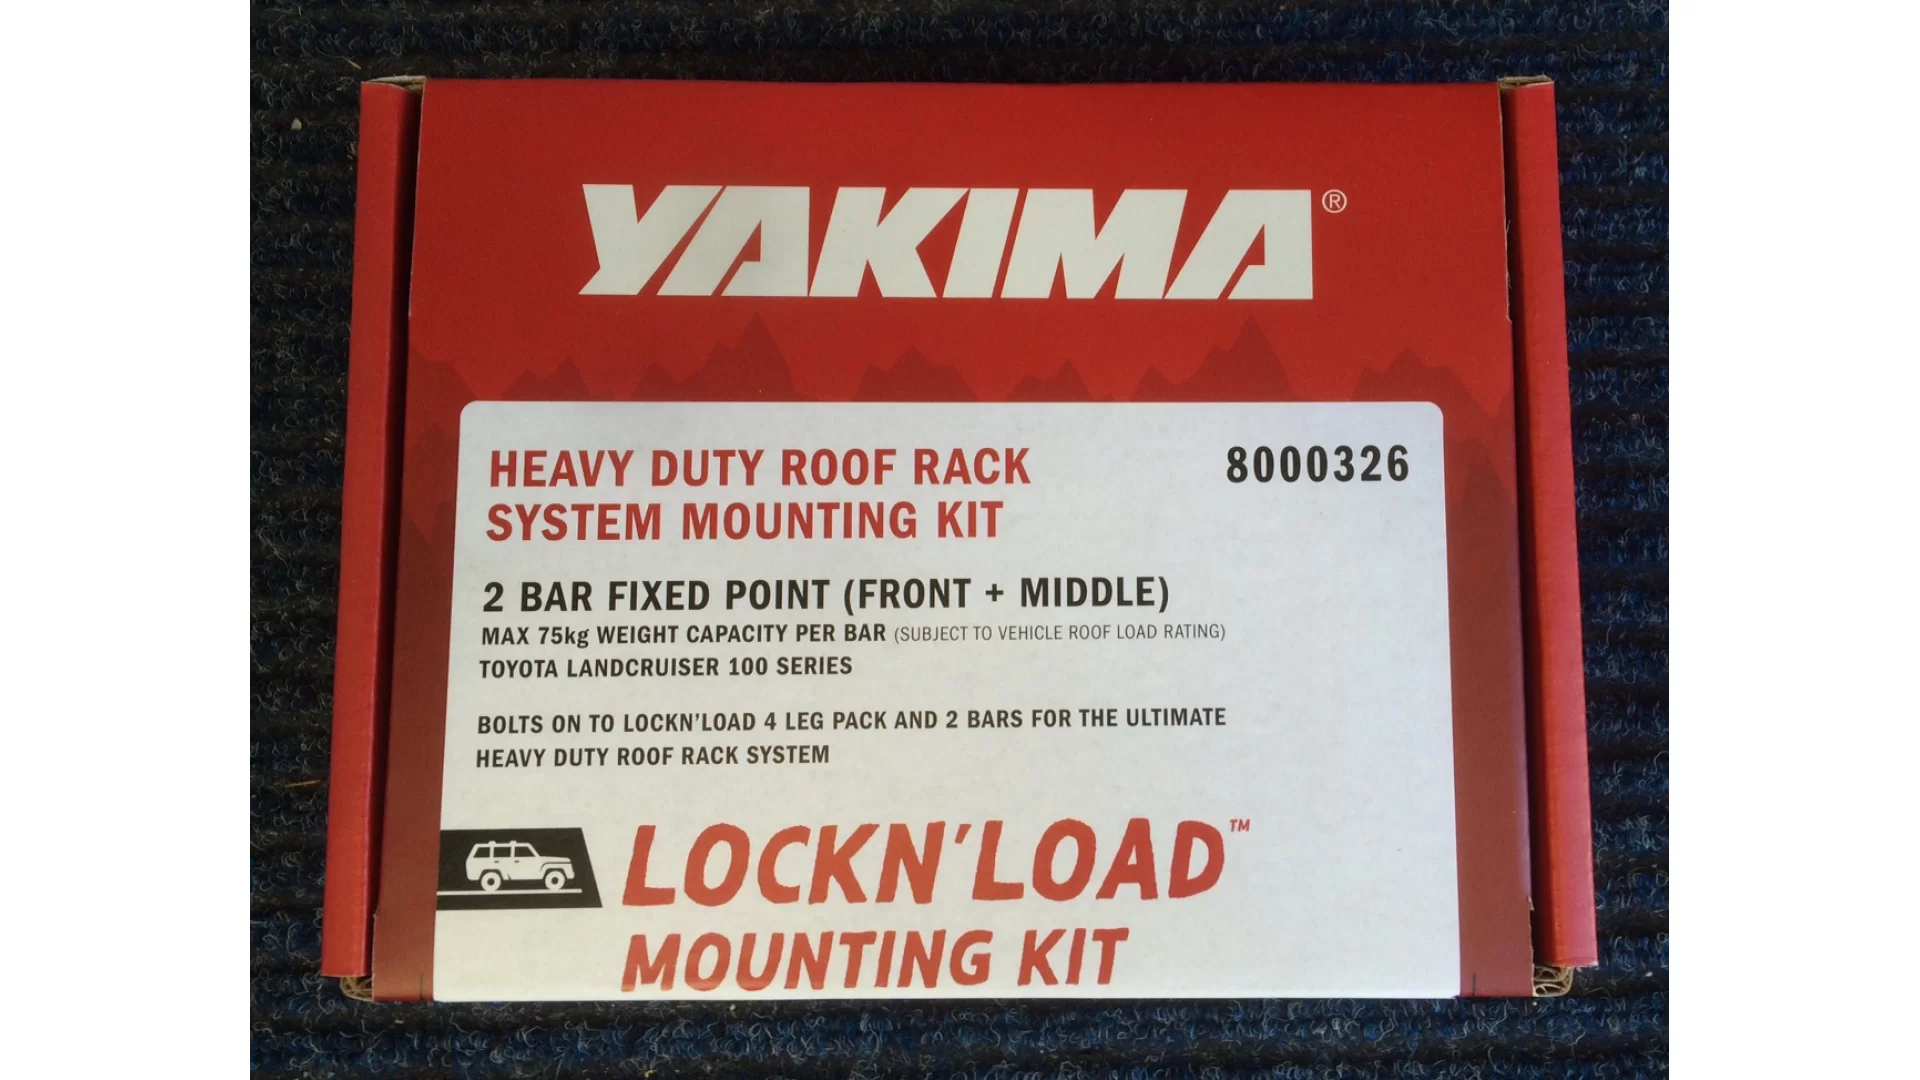 YAKIMA®
HEAVY DUTY ROOF RACK 8000326
SYSTEM MOUNTING KIT
2 BAR FIXED POINT (FRONT + MIDDLE)
MAX 75kg WEIGHT CAPACITY PER BAR (SUBJECT TO VEHICLE ROOF LOAD RATING)
TOYOTA LANDCRUISER 100 SERIES
BOLTS ON TO LOCKN'LOAD 4 LEG PACK AND 2 BARS FOR THE ULTIMATE
HEAVY DUTY ROOF RACK SYSTEM
LOCKN'LOAD™
MOUNTING KIT